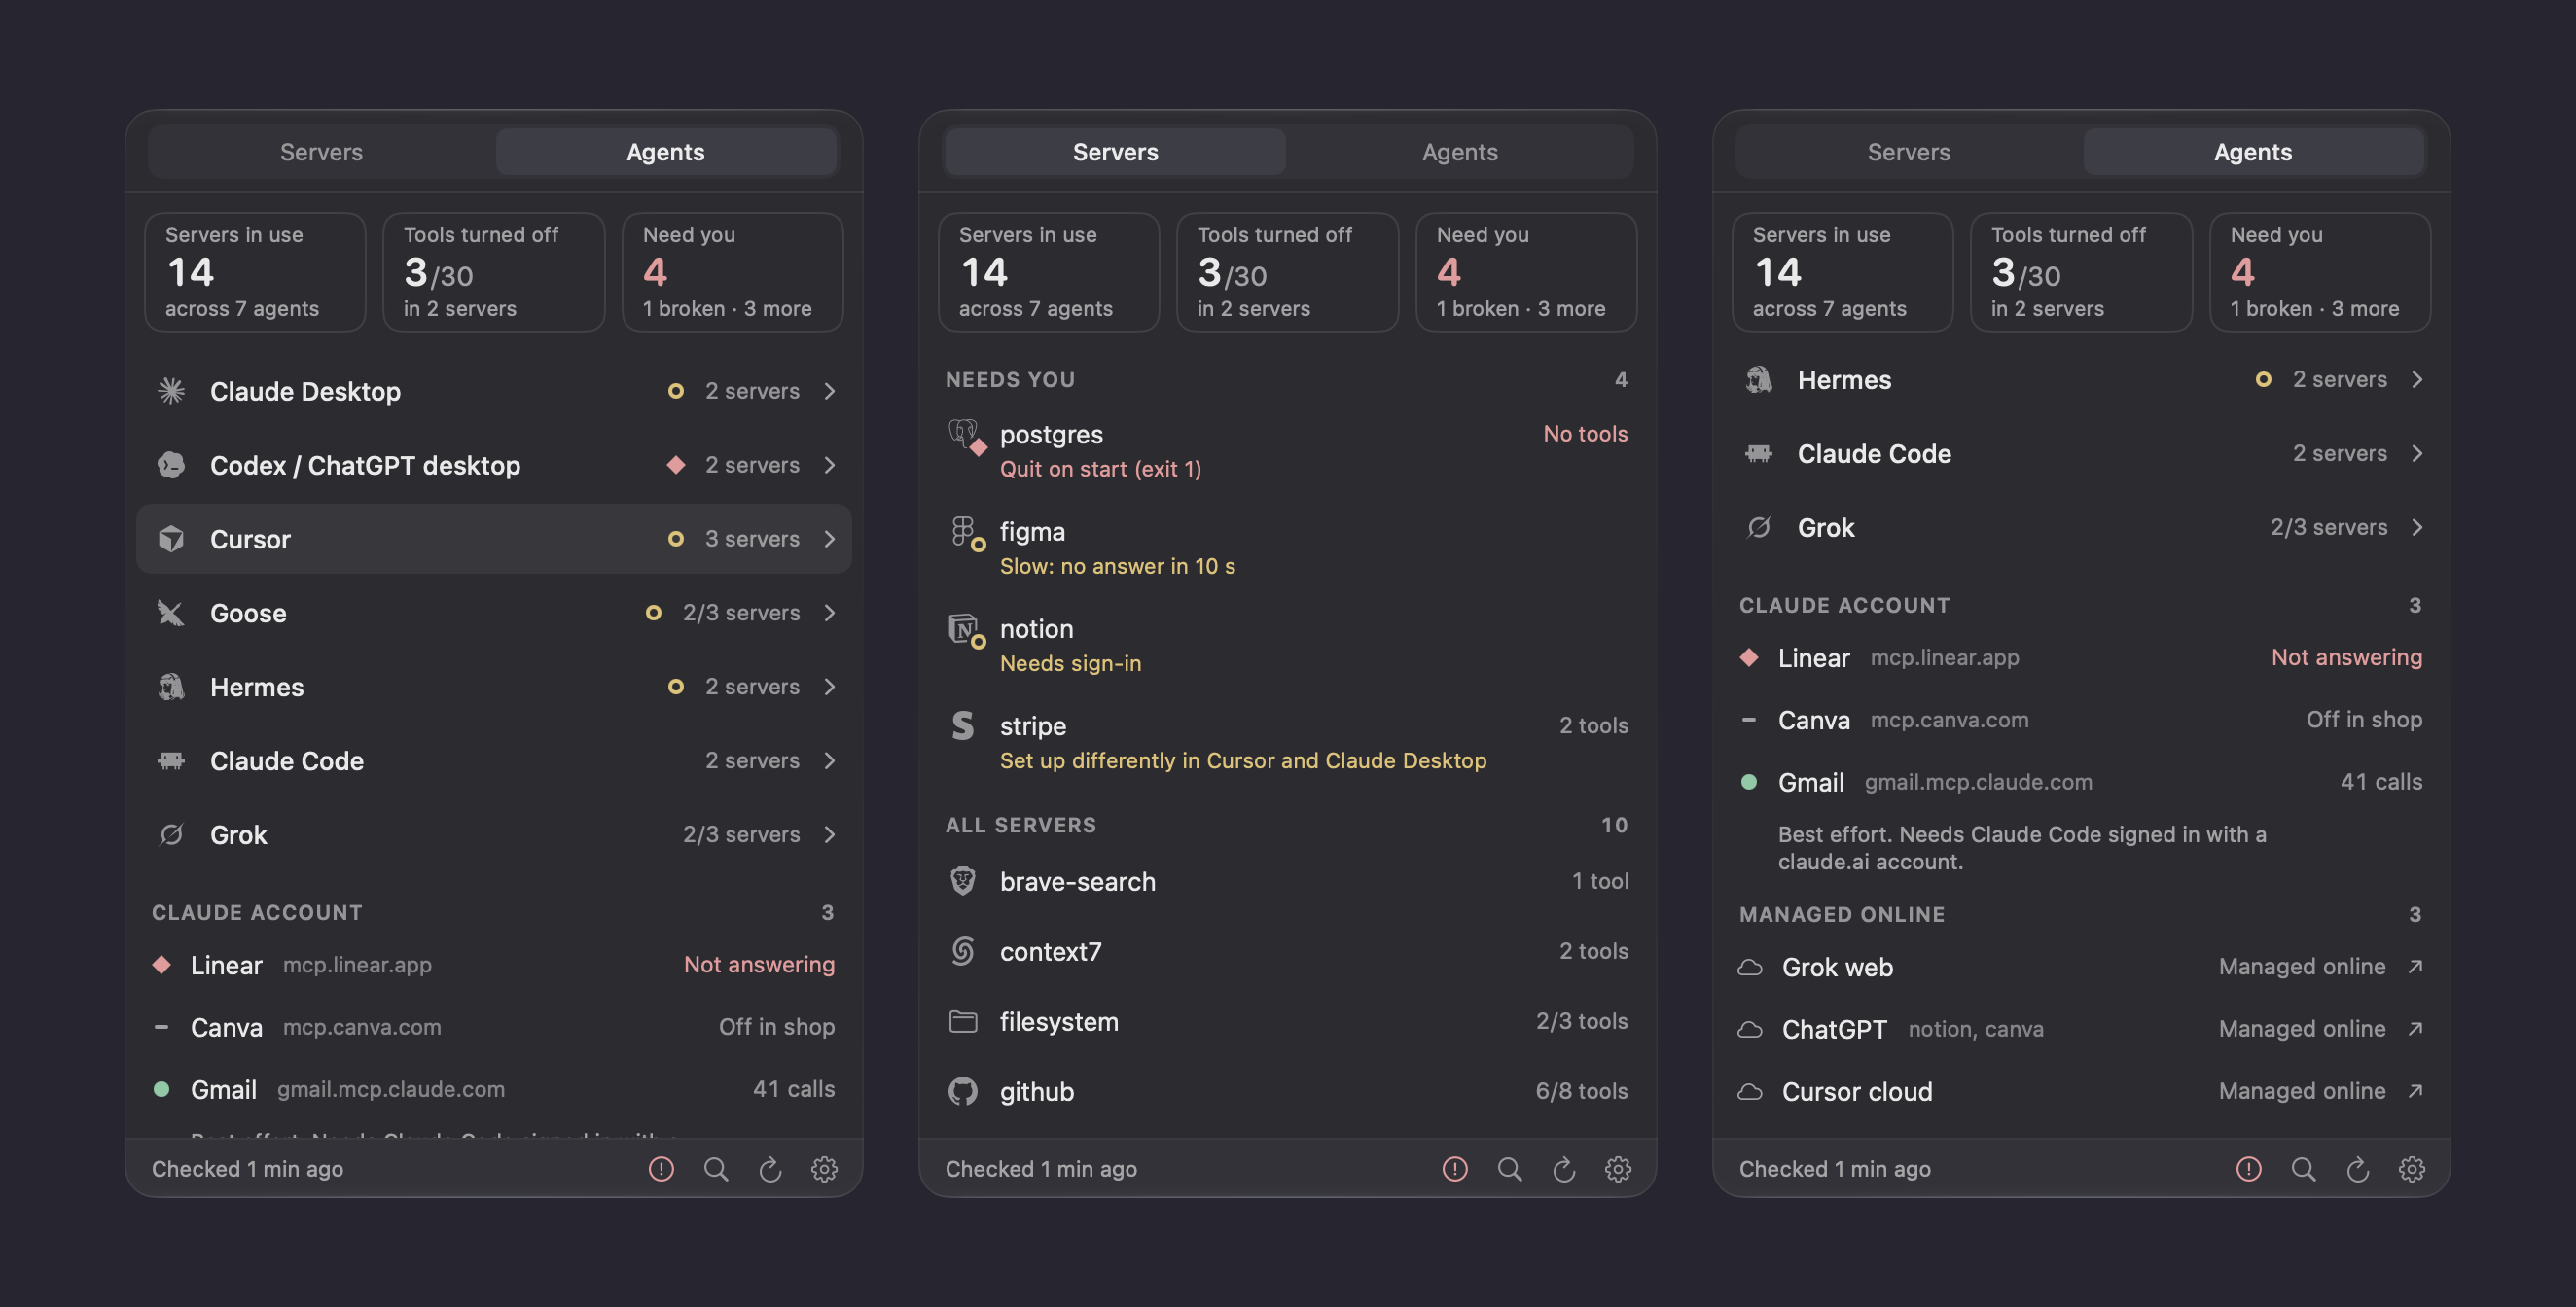 Servers Agents
Servers in use
14
across 7 agents
Tools turned off
3/30
in 2 servers
Need you
4
1 broken · 3 more
Claude Desktop 2 servers
Codex / ChatGPT desktop 2 servers
Cursor 3 servers
Goose 2/3 servers
Hermes 2 servers
Claude Code 2 servers
Grok 2/3 servers
CLAUDE ACCOUNT 3
Linear mcp.linear.app Not answering
Canva mcp.canva.com Off in shop
Gmail gmail.mcp.claude.com 41 calls
Best effort. Needs Claude Code signed in with a
Checked 1 min ago
Servers Agents
Servers in use
14
across 7 agents
Tools turned off
3/30
in 2 servers
Need you
4
1 broken · 3 more
NEEDS YOU 4
postgres No tools
Quit on start (exit 1)
figma
Slow: no answer in 10 s
notion
Needs sign-in
stripe 2 tools
Set up differently in Cursor and Claude Desktop
ALL SERVERS 10
brave-search 1 tool
context7 2 tools
filesystem 2/3 tools
github 6/8 tools
Checked 1 min ago
Servers Agents
Servers in use
14
across 7 agents
Tools turned off
3/30
in 2 servers
Need you
4
1 broken · 3 more
Hermes 2 servers
Claude Code 2 servers
Grok 2/3 servers
CLAUDE ACCOUNT 3
Linear mcp.linear.app Not answering
Canva mcp.canva.com Off in shop
Gmail gmail.mcp.claude.com 41 calls
Best effort. Needs Claude Code signed in with a
claude.ai account.
MANAGED ONLINE 3
Grok web Managed online
ChatGPT notion, canva Managed online
Cursor cloud Managed online
Checked 1 min ago